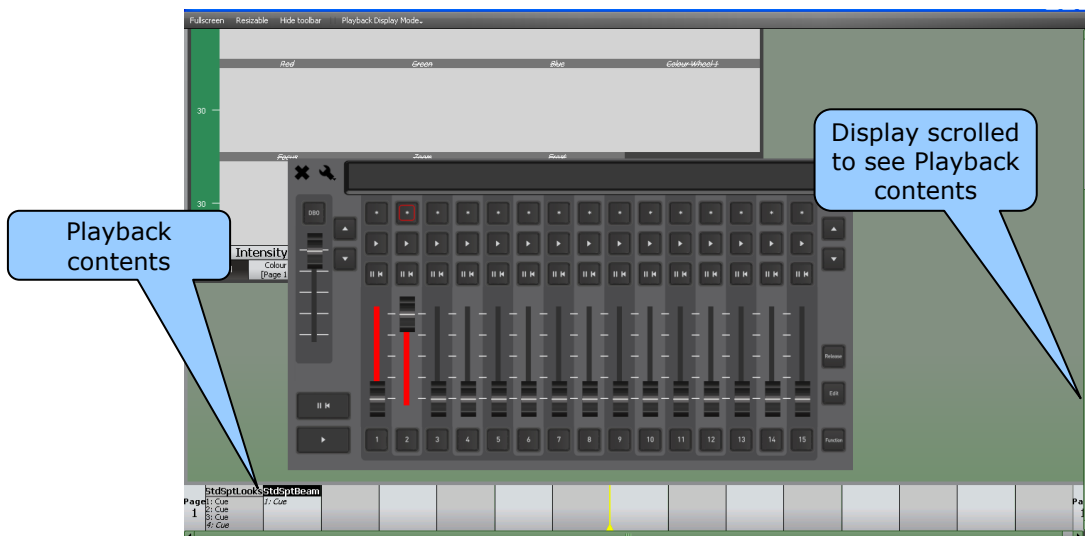 Fullscreen Resizable Hide toolbar Playback Display Mode
Red Green Blue Colour Wheel 1
30
Focus Zoom
30
Display scrolled
to see Playback
contents
DBO
Playback
contents
Intensity
Colour
[Page 1
Release
Edit
1 2 3 4 5 6 7 8 9 10 11 12 13 14 15 Function
StdSptLooks StdSptBeam
Page 1: Cue 1: Cue Pa
1 2: Cue 1
3: Cue
4: Cue